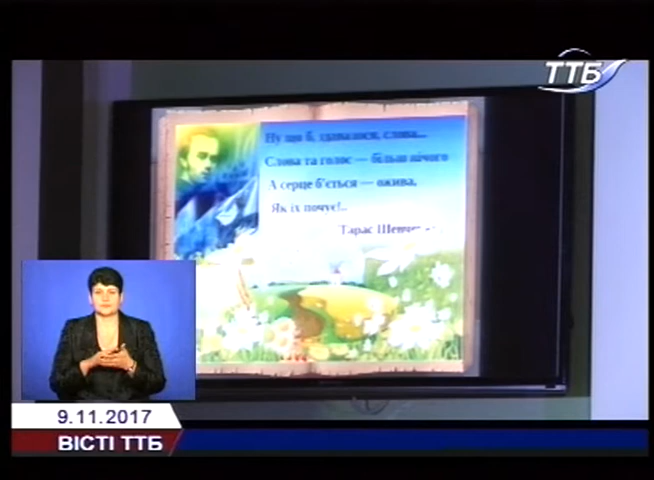 ТТБ
Ну що б, здавалося, слова...
Слова та голос — більш нічого
А серце б'ється — ожива,
Як їх почує!..
Тарас
9.11.2017
ВІСТІ ТТБ